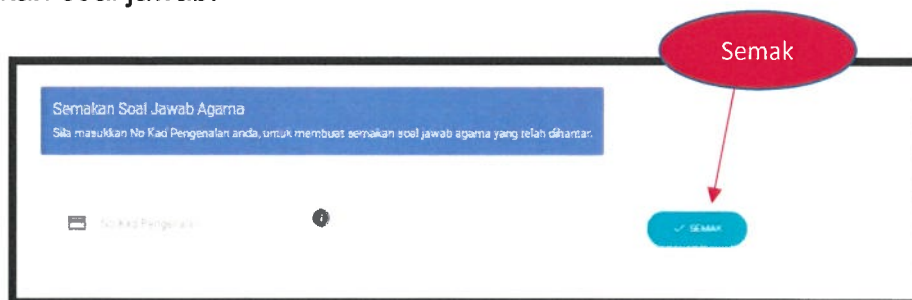 Semak
Semakan Soal Jawab Agama
Sila masukkan No Kad Pengenalan anda, untuk membuat semakan soal jawab agama yang telah dihantar.
No Kad Pengenalan
✓ SEMAK